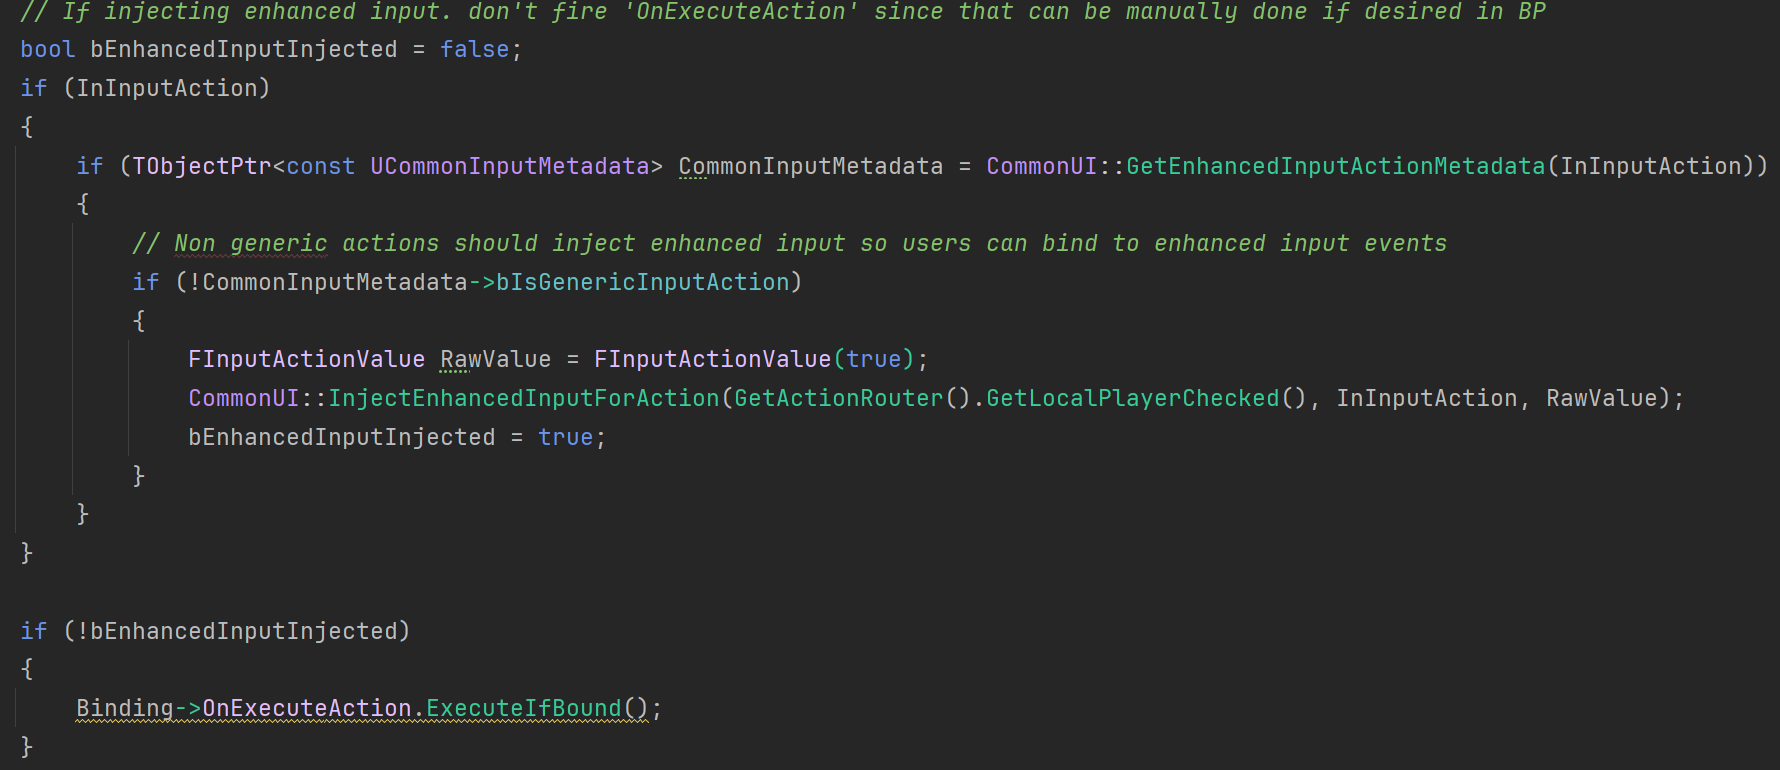 // If injecting enhanced input. don't fire 'OnExecuteAction' since that can be manually done if desired in BP
bool bEnhancedInputInjected = false;
if (InInputAction)
{
    if (TObjectPtr<const UCommonInputMetadata> CommonInputMetadata = CommonUI::GetEnhancedInputActionMetadata(InInputAction))
    {
        // Non generic actions should inject enhanced input so users can bind to enhanced input events
        if (!CommonInputMetadata->bIsGenericInputAction)
        {
            FInputActionValue RawValue = FInputActionValue(true);
            CommonUI::InjectEnhancedInputForAction(GetActionRouter().GetLocalPlayerChecked(), InInputAction, RawValue);
            bEnhancedInputInjected = true;
        }
    }
}

if (!bEnhancedInputInjected)
{
    Binding->OnExecuteAction.ExecuteIfBound();
}